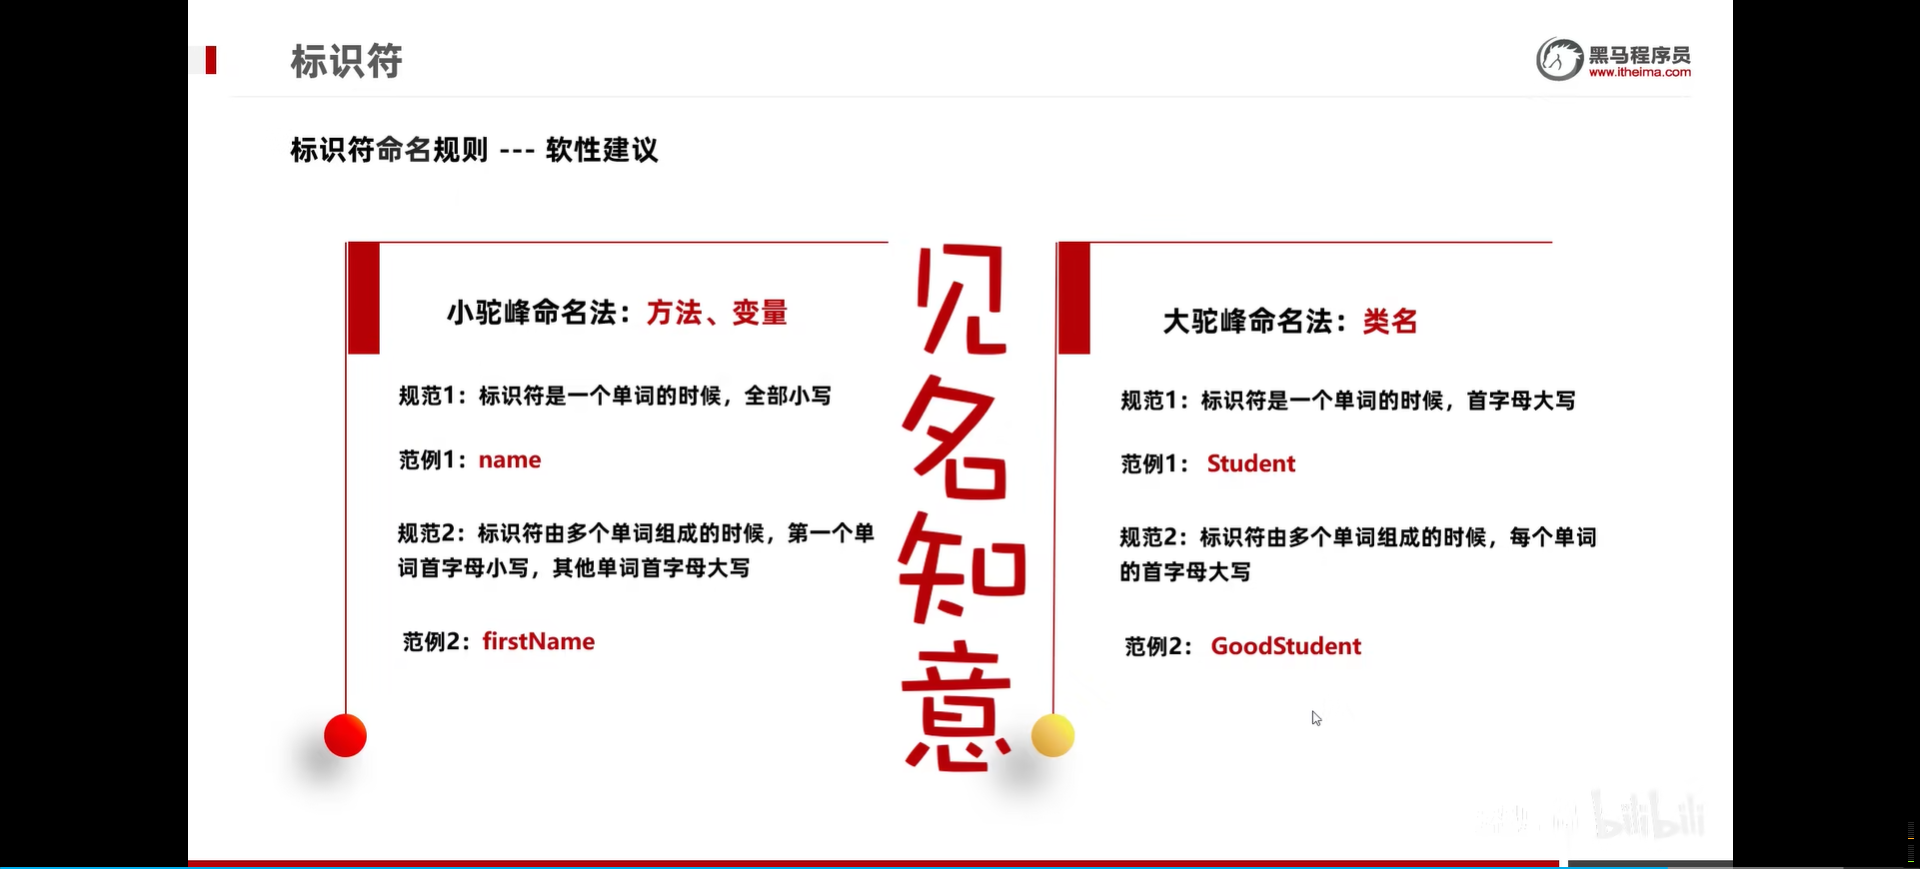 标识符
黑马程序员
www.itheima.com
标识符命名规则 --- 软性建议
小驼峰命名法：方法、变量
规范1：标识符是一个单词的时候，全部小写
范例1：name
规范2：标识符由多个单词组成的时候，第一个单
词首字母小写，其他单词首字母大写
范例2：firstName
见
名
知
意
大驼峰命名法：类名
规范1：标识符是一个单词的时候，首字母大写
范例1： Student
规范2：标识符由多个单词组成的时候，每个单词
的首字母大写
范例2： GoodStudent
bilibili